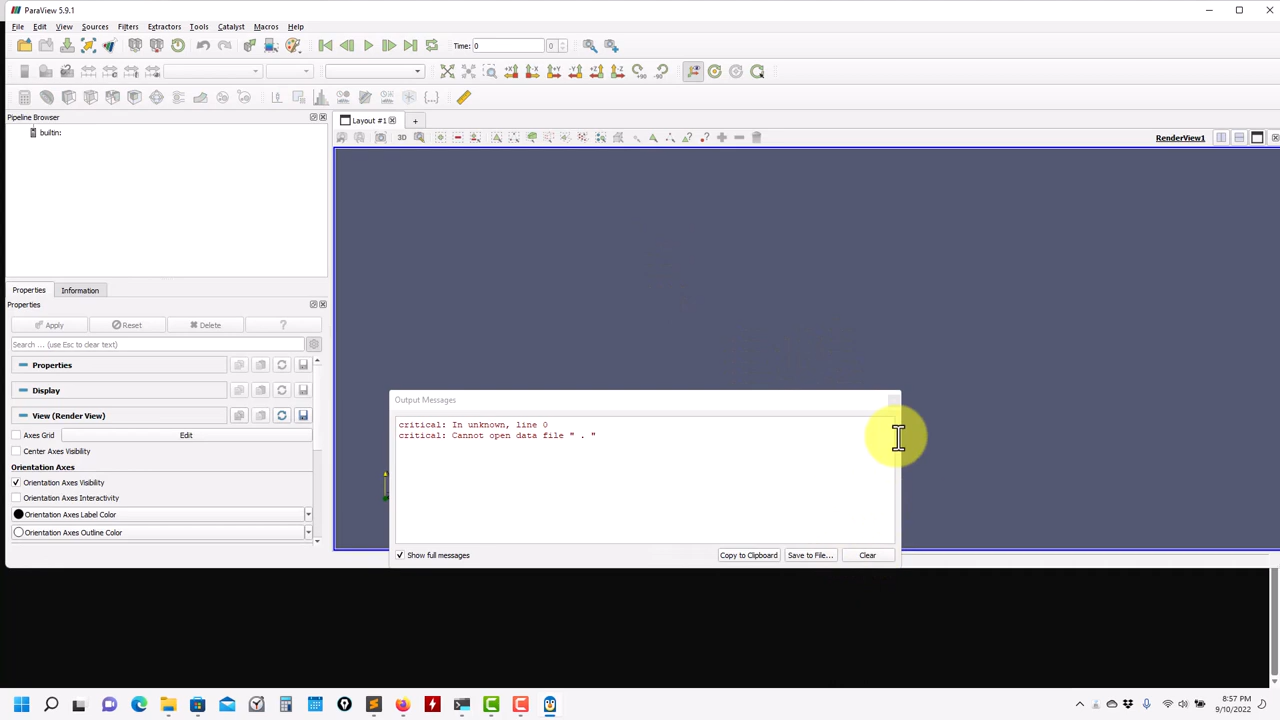 ParaView 5.9.1
File Edit View Sources Filters Extractors Tools Catalyst Macros Help
Time: 0 0
+X -X +Y -Y +Z -Z +90 -90
Pipeline Browser
builtin:
Layout #1
3D
RenderView1
Properties Information
Properties
Apply Reset Delete ?
Search ... (use Esc to clear text)
Properties
Display
View (Render View)
Axes Grid Edit
Center Axes Visibility
Orientation Axes
Orientation Axes Visibility
Orientation Axes Interactivity
Orientation Axes Label Color
Orientation Axes Outline Color
Output Messages
critical: In unknown, line 0
critical: Cannot open data file " . "
Show full messages Copy to Clipboard Save to File... Clear
8:57 PM
9/10/2022